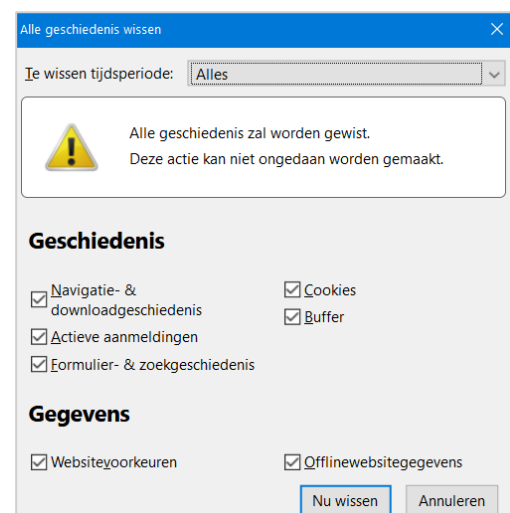 Alle geschiedenis wissen
Te wissen tijdsperiode: Alles
Alle geschiedenis zal worden gewist.
Deze actie kan niet ongedaan worden gemaakt.
Geschiedenis
Navigatie- &
downloadgeschiedenis
Cookies
Buffer
Actieve aanmeldingen
Formulier- & zoekgeschiedenis
Gegevens
Websitevoorkeuren
Offlinewebsitegegevens
Nu wissen
Annuleren